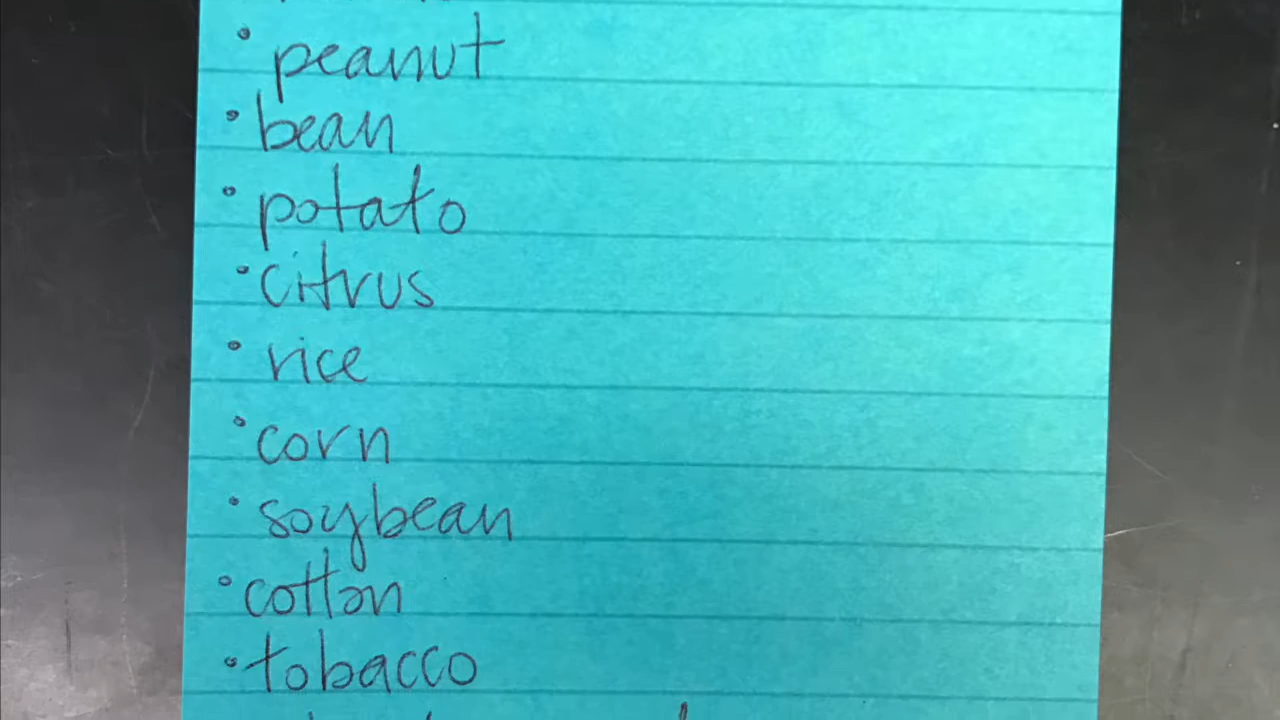 • peanut
• bean
• potato
• citrus
• rice
• corn
• soybean
• cotton
• tobacco